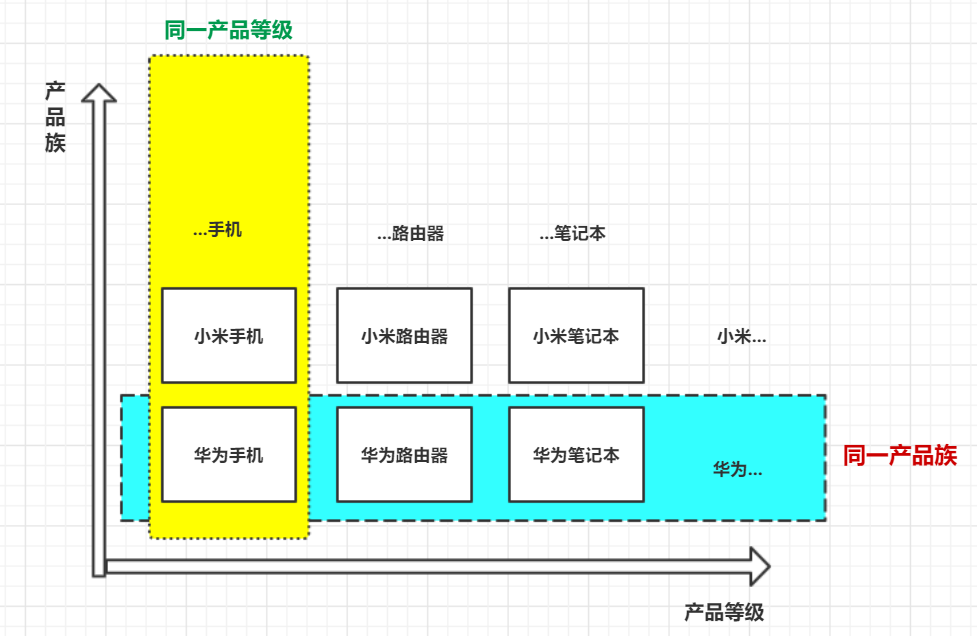 同一产品等级
产品族
...手机
...路由器
...笔记本
小米手机
小米路由器
小米笔记本
小米...
华为手机
华为路由器
华为笔记本
华为...
同一产品族
产品等级